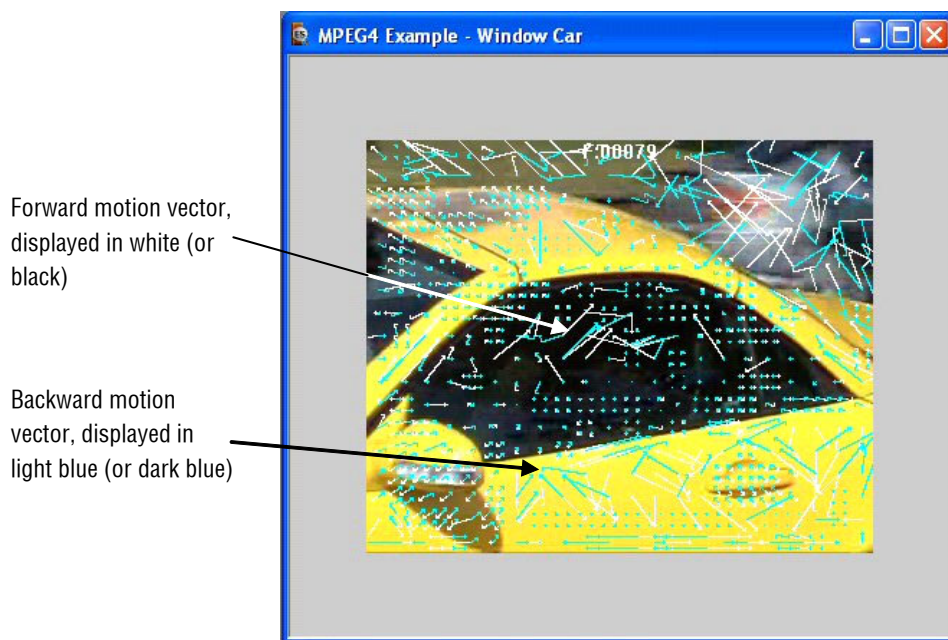 MPEG4 Example - Window Car
F:00079
Forward motion vector,
displayed in white (or
black)
Backward motion
vector, displayed in
light blue (or dark blue)